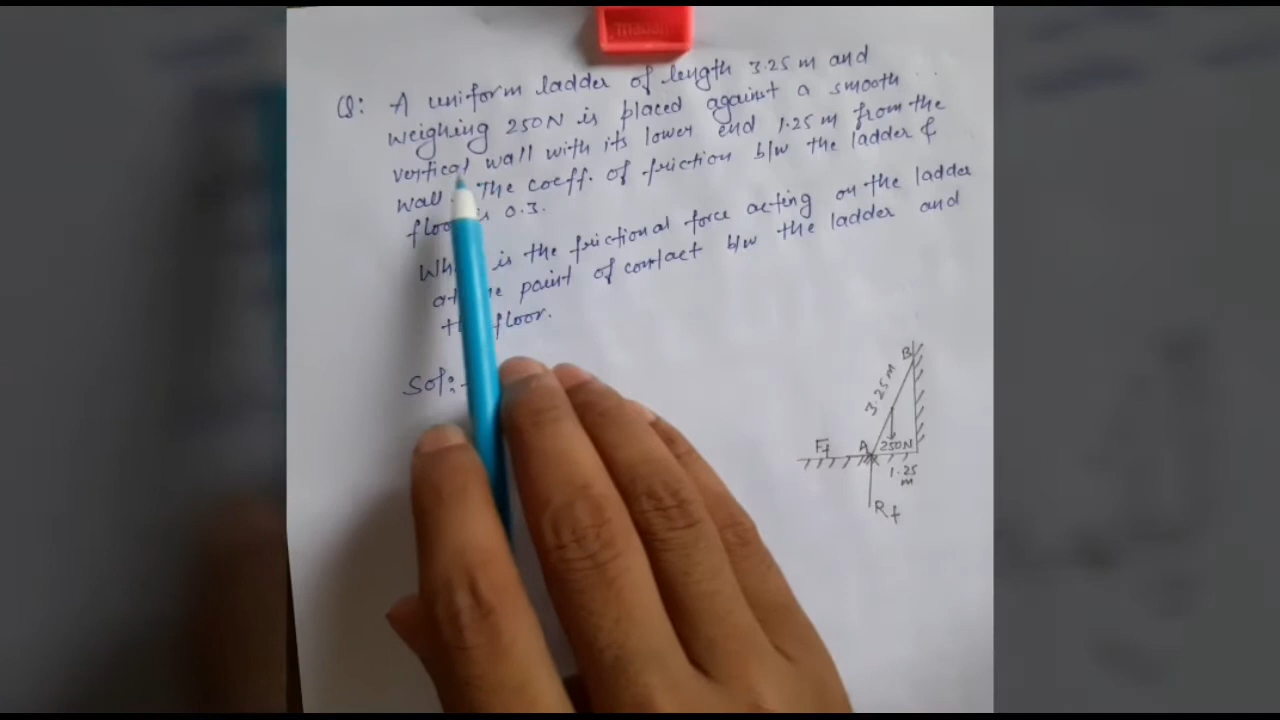 Q: A uniform ladder of length 3.25 m and
weighing 250N is placed against a smooth
vertical wall with its lower end 1.25 m from the
wall. The coeff. of friction b/w the ladder &
is 0.3.
is the frictional force acting on the ladder
point of contact b/w the ladder and
floor.
Sol:-
B
3.25 m
Ff
A
250N
1.25
m
Rf